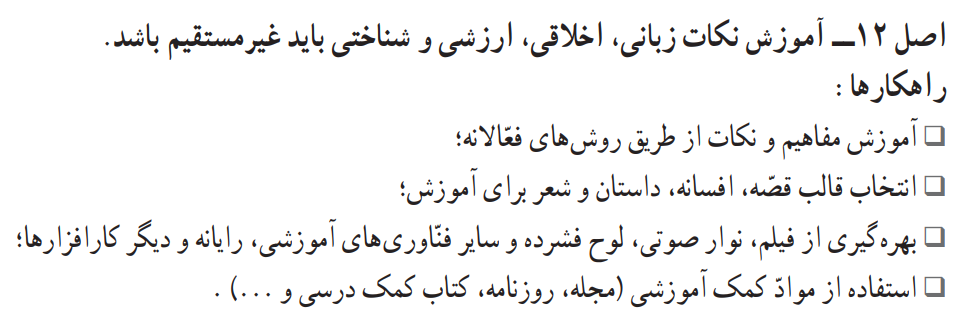 اصل ۱۲ــ آموزش نکات زبانی، اخلاقی، ارزشی و شناختی باید غیرمستقیم باشد.
راهکارها :
❑ آموزش مفاهیم و نکات از طریق روش‌های فعّالانه؛
❑ انتخاب قالب قصّه، افسانه، داستان و شعر برای آموزش؛
❑ بهره‌گیری از فیلم، نوار صوتی، لوح فشرده و سایر فنّاوری‌های آموزشی، رایانه و دیگر کارافزارها؛
❑ استفاده از موادّ کمک آموزشی (مجله، روزنامه، کتاب کمک درسی و ...) .